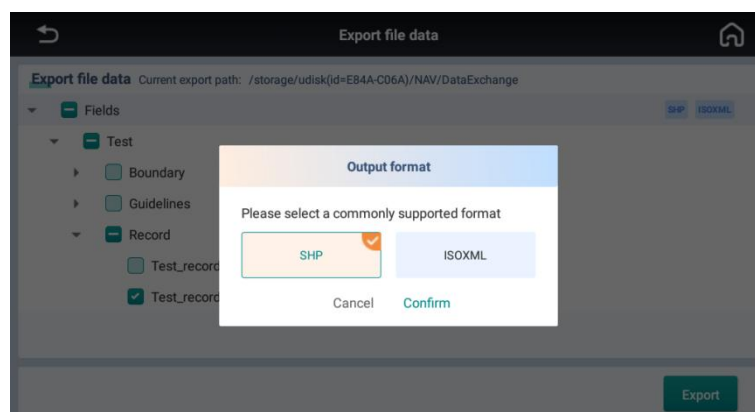 Export file data
Export file data Current export path: /storage/udisk(id=E84A-C06A)/NAV/DataExchange
Fields SHP ISOXML
Test
Boundary
Guidelines
Record
Test_record
Test_record
Output format
Please select a commonly supported format
SHP ISOXML
Cancel Confirm
Export